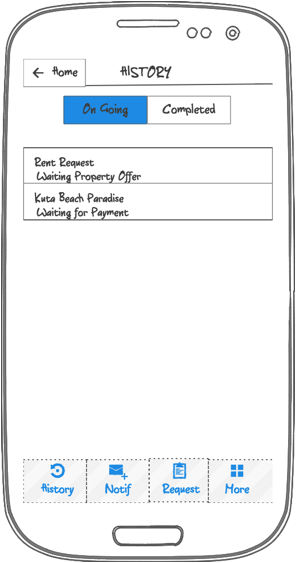 ← Home
HISTORY
On Going
Completed
Rent Request
Waiting Property Offer
Kuta Beach Paradise
Waiting for Payment
History
Notif
Request
More